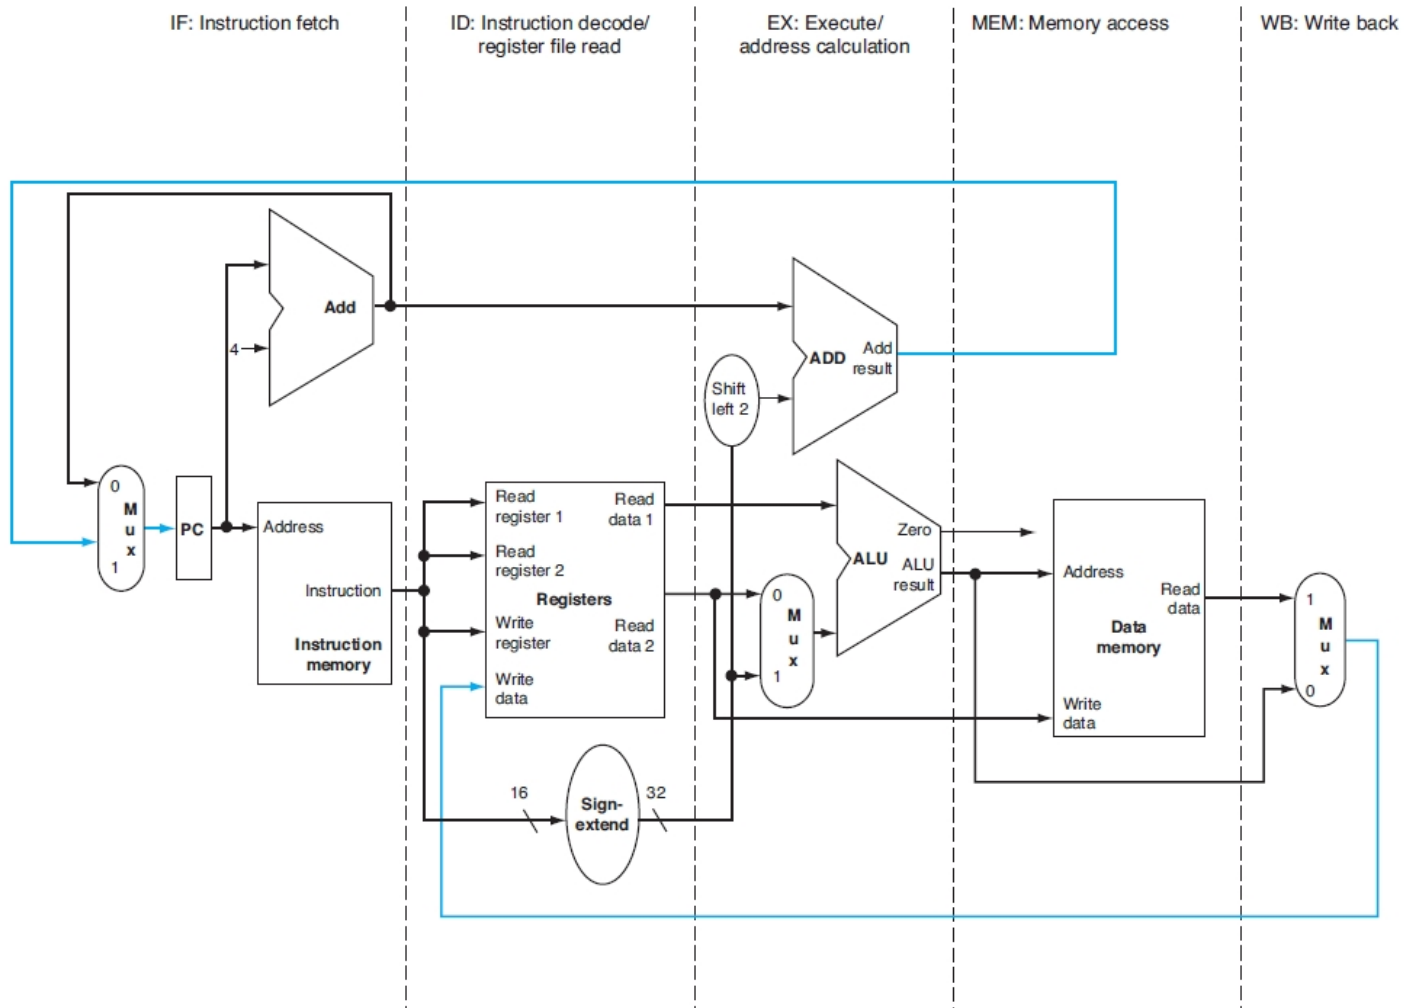 IF: Instruction fetch
ID: Instruction decode/
register file read
EX: Execute/
address calculation
MEM: Memory access
WB: Write back
Add
4
ADD
Add
result
Shift
left 2
0
M
u
x
1
PC
Address
Instruction
Instruction
memory
Read
register 1
Read
register 2
Write
register
Write
data
Registers
Read
data 1
Read
data 2
16
Sign-
extend
32
0
M
u
x
1
Zero
ALU
ALU
result
Address
Read
data
Data
memory
Write
data
1
M
u
x
0